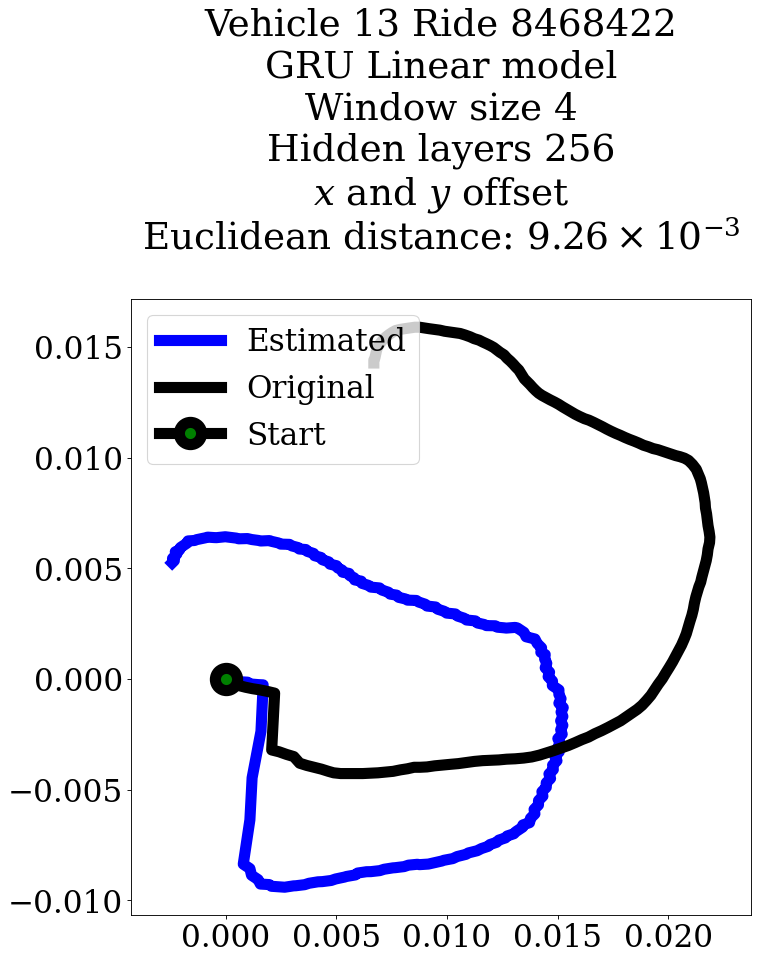 Vehicle 13 Ride 8468422
GRU Linear model
Window size 4
Hidden layers 256
x and y offset
Euclidean distance: 9.26 × 10⁻³
Estimated
Original
Start
0.015
0.010
0.005
0.000
−0.005
−0.010
0.000 0.005 0.010 0.015 0.020